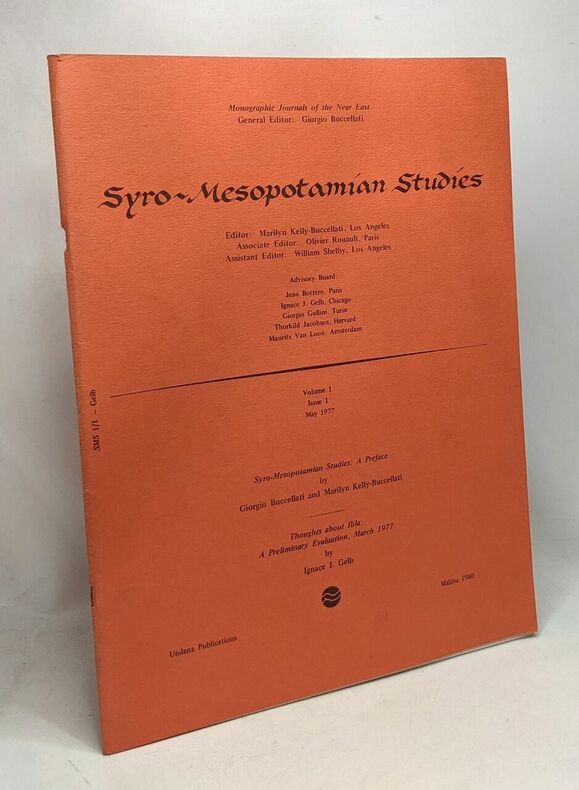 Monographic Journals of the Near East
General Editor: Giorgio Buccellati
Syro-Mesopotamian Studies
Editor: Marilyn Kelly-Buccellati, Los Angeles
Associate Editor: Olivier Rouault, Paris
Assistant Editor: William Shelby, Los Angeles
Advisory Board:
Jean Bottéro, Paris
Ignace J. Gelb, Chicago
Giorgio Gullini, Turin
Thorkild Jacobsen, Harvard
Maurits Van Loon, Amsterdam
Volume 1
Issue 1
May 1977
Syro-Mesopotamian Studies: A Preface
by
Giorgio Buccellati and Marilyn Kelly-Buccellati
Thoughts about Ibla:
A Preliminary Evaluation, March 1977
by
Ignace J. Gelb
Undena Publications
Malibu 1980
SMS 1/1 - Gelb